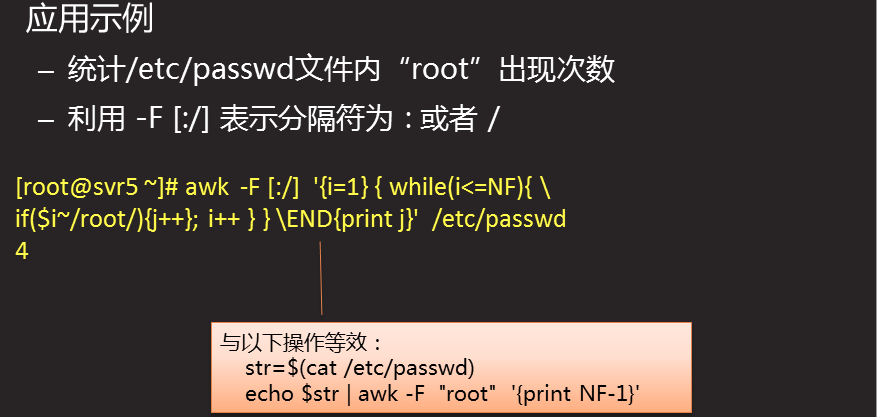 应用示例
– 统计/etc/passwd文件内“root”出现次数
– 利用 -F [:/] 表示分隔符为 : 或者 /
[root@svr5 ~]# awk -F [:/] '{i=1} { while(i<=NF){ \
if($i~/root/){j++}; i++ } } \END{print j}' /etc/passwd
4
与以下操作等效：
str=$(cat /etc/passwd)
echo $str | awk -F "root" '{print NF-1}'